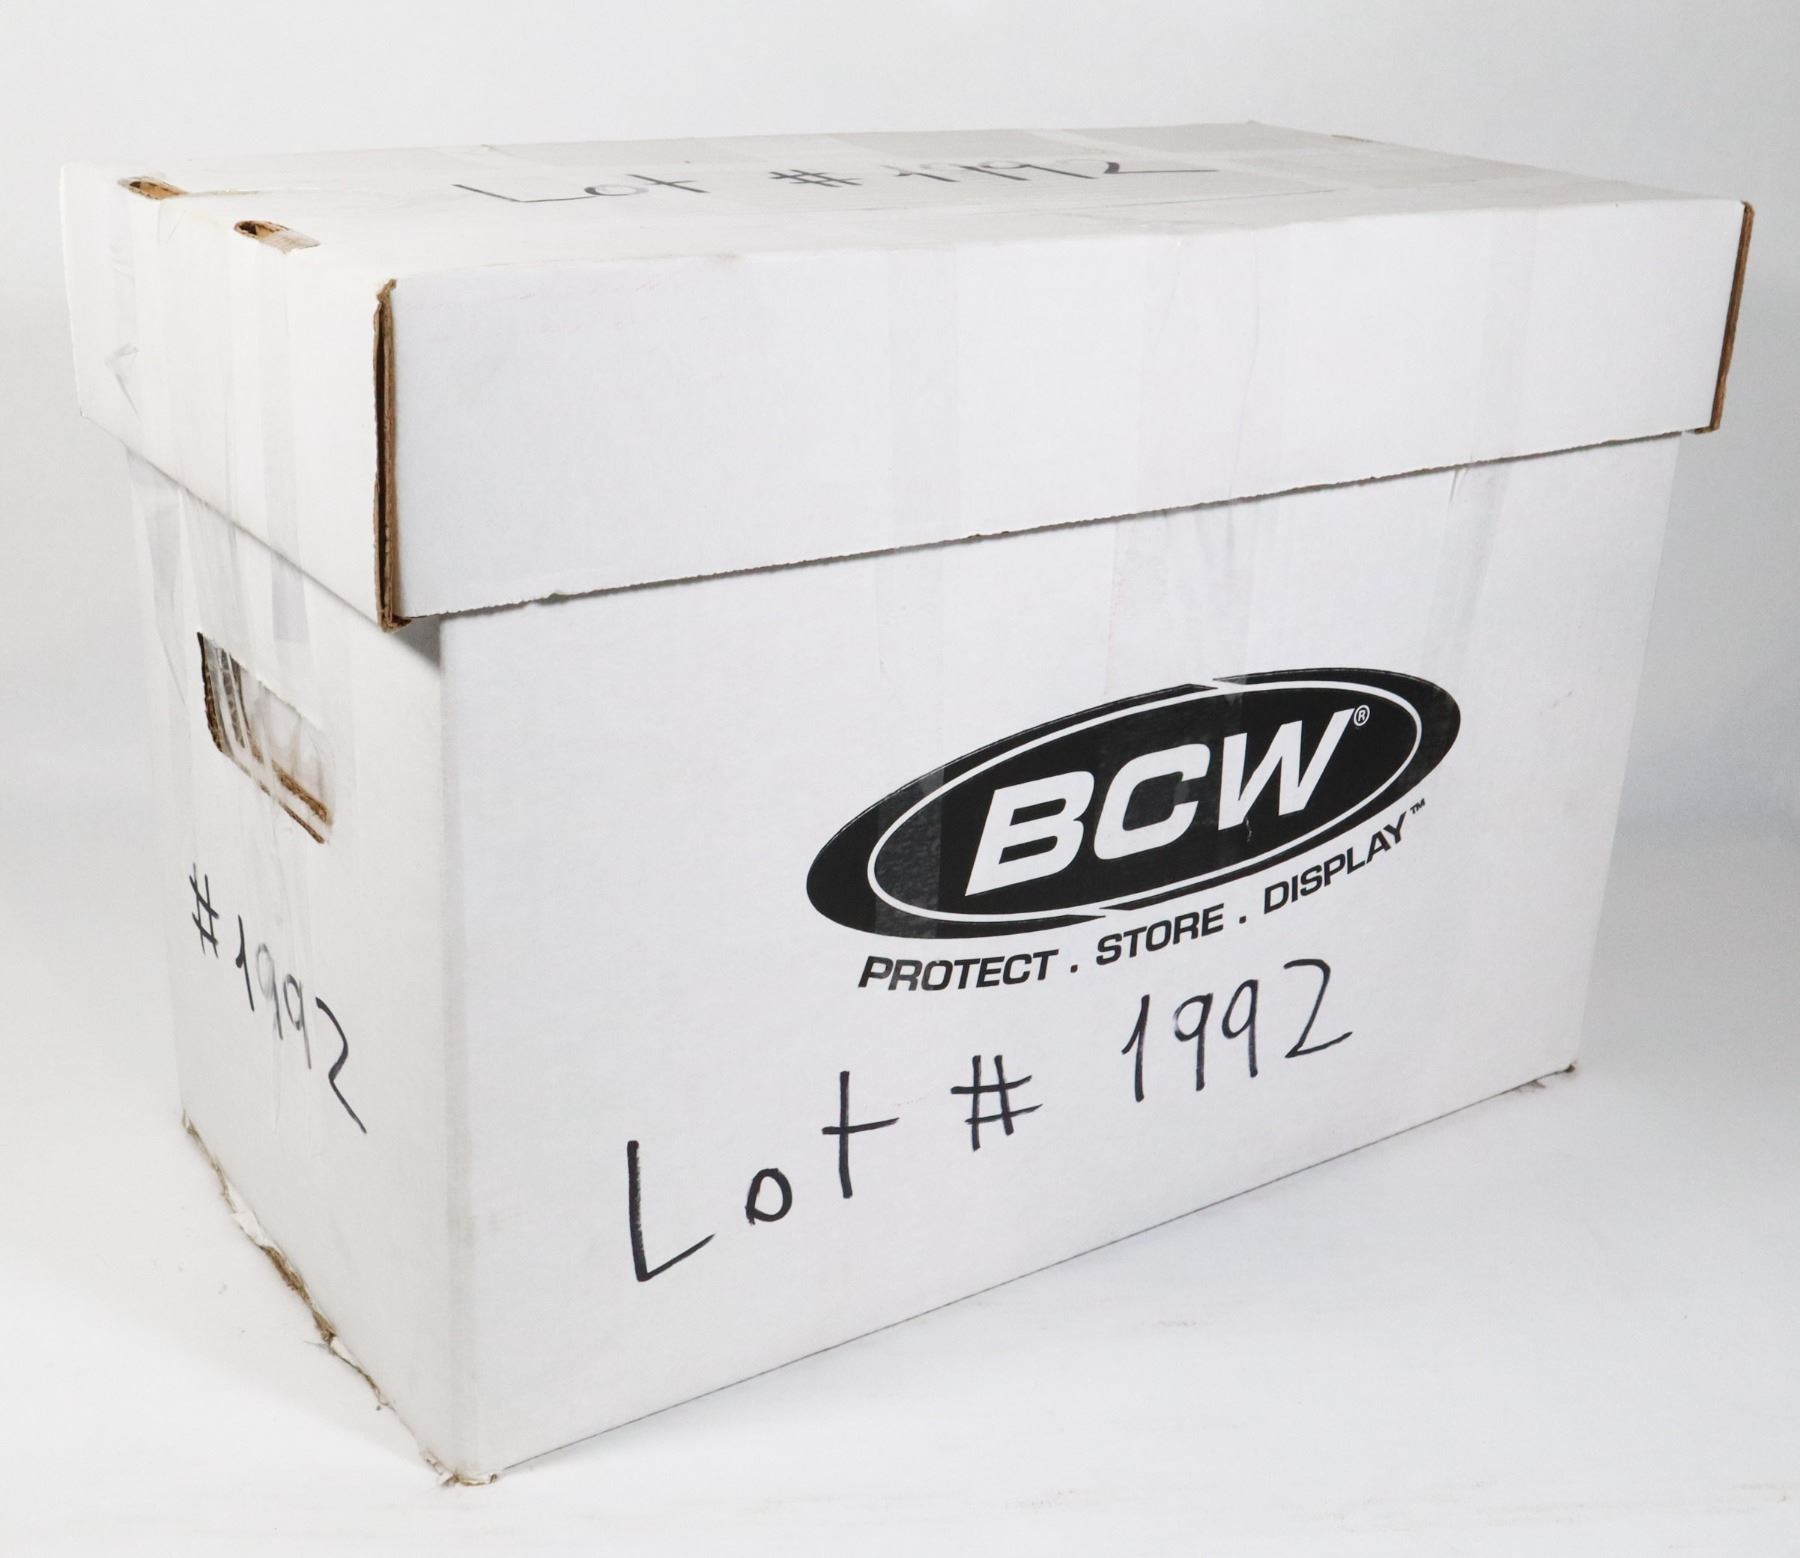 Lot #1992
BCW®
PROTECT . STORE . DISPLAY™
#1992
Lot # 1992